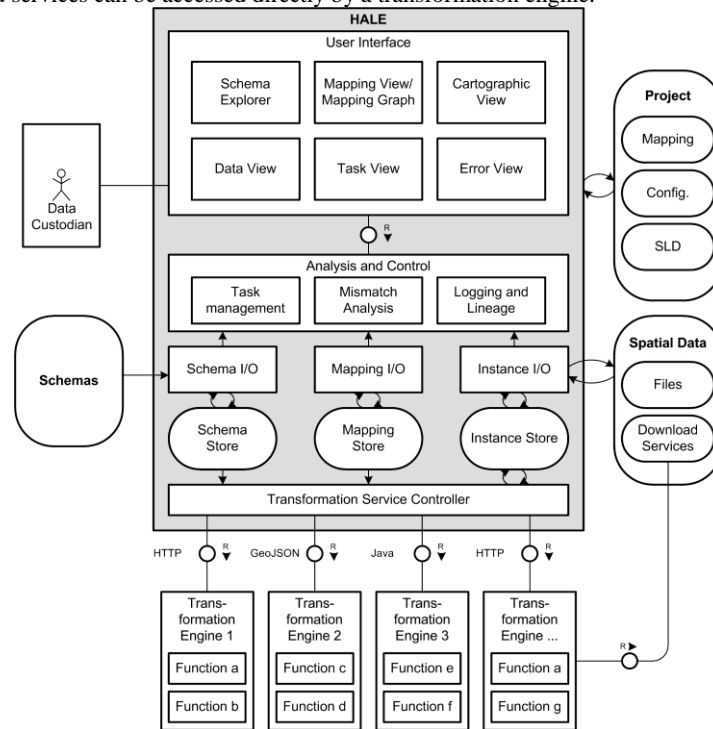 services can be accessed directly by a transformation engine.
HALE
User Interface
Schema
Explorer
Mapping View/
Mapping Graph
Cartographic
View
Data View
Task View
Error View
Data
Custodian
Project
Mapping
Config.
SLD
R
Analysis and Control
Task
management
Mismatch
Analysis
Logging and
Lineage
Schemas
Schema I/O
Mapping I/O
Instance I/O
Spatial Data
Files
Download
Services
Schema
Store
Mapping
Store
Instance Store
Transformation Service Controller
HTTP
R
GeoJSON
R
Java
R
HTTP
R
Trans-
formation
Engine 1
Function a
Function b
Trans-
formation
Engine 2
Function c
Function d
Trans-
formation
Engine 3
Function e
Function f
Trans-
formation
Engine ...
Function a
Function g
R